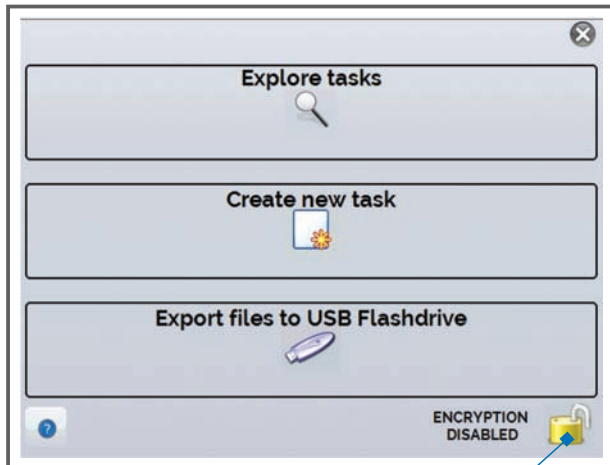 Explore tasks
Create new task
Export files to USB Flashdrive
?
ENCRYPTION
DISABLED